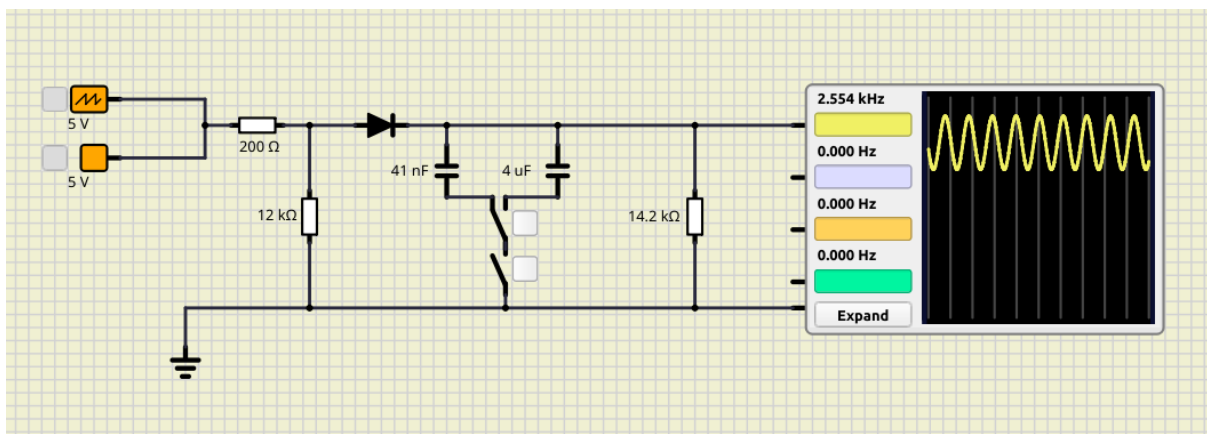 5 V
5 V
200 Ω
12 kΩ
41 nF
4 uF
14.2 kΩ
2.554 kHz
0.000 Hz
0.000 Hz
0.000 Hz
Expand